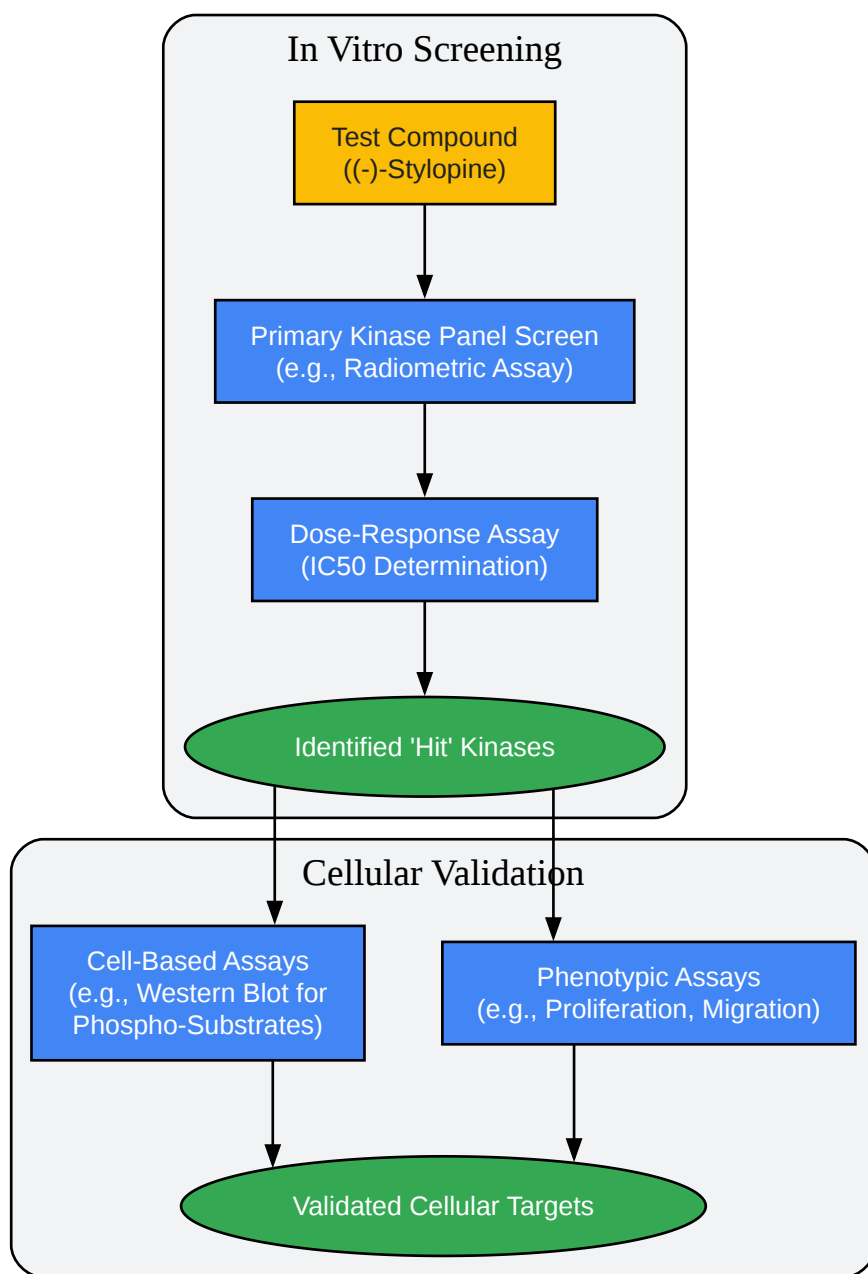 In Vitro Screening
Test Compound
((-)-Stylopine)
Primary Kinase Panel Screen
(e.g., Radiometric Assay)
Dose-Response Assay
(IC50 Determination)
Identified 'Hit' Kinases
Cellular Validation
Cell-Based Assays
(e.g., Western Blot for
Phospho-Substrates)
Phenotypic Assays
(e.g., Proliferation, Migration)
Validated Cellular Targets